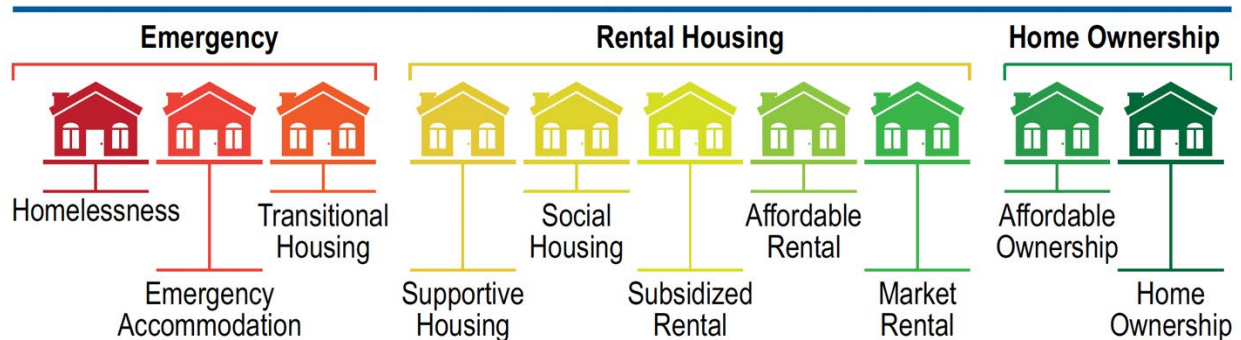 Emergency
Rental Housing
Home Ownership
Homelessness
Emergency
Accommodation
Transitional
Housing
Supportive
Housing
Social
Housing
Subsidized
Rental
Affordable
Rental
Market
Rental
Affordable
Ownership
Home
Ownership